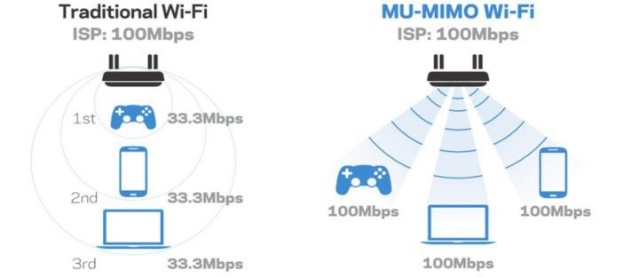 Traditional Wi-Fi
ISP: 100Mbps
1st 33.3Mbps
2nd 33.3Mbps
3rd 33.3Mbps
MU-MIMO Wi-Fi
ISP: 100Mbps
100Mbps
100Mbps
100Mbps